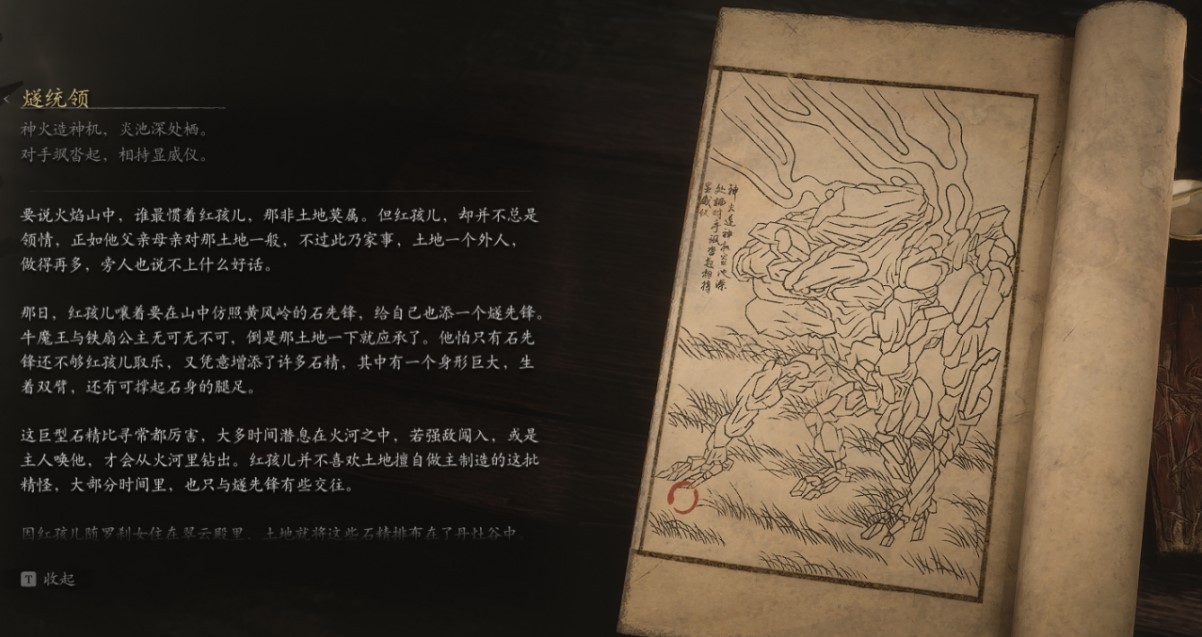 燧统领
神火造神机，炎池深处栖。
对手飒沓起，相持显威仪。
要说火焰山中，谁最惯着红孩儿，那非土地莫属。但红孩儿，却并不总是
领情，正如他父亲母亲对那土地一般，不过此乃家事，土地一个外人，
做得再多，旁人也说不上什么好话。
那日，红孩儿嚷着要在山中仿照黄风岭的石先锋，给自己也添一个燧先锋。
牛魔王与铁扇公主无可无不可，倒是那土地一下就应承了。他怕只有石先
锋还不够红孩儿取乐，又凭意增添了许多石精，其中有一个身形巨大，生
着双臂，还有可撑起石身的腿足。
这巨型石精比寻常都厉害，大多时间潜息在火河之中，若强敌闯入，或是
主人唤他，才会从火河里钻出。红孩儿并不喜欢土地擅自做主制造的这批
精怪，大部分时间里，也只与燧先锋有些交往。
因红孩儿随罗刹女住在翠云殿里，土地就将这些石精排布在了丹灶谷中。
T 收起
神火造神机炎池深
处栖对手飒沓起相持
显威仪